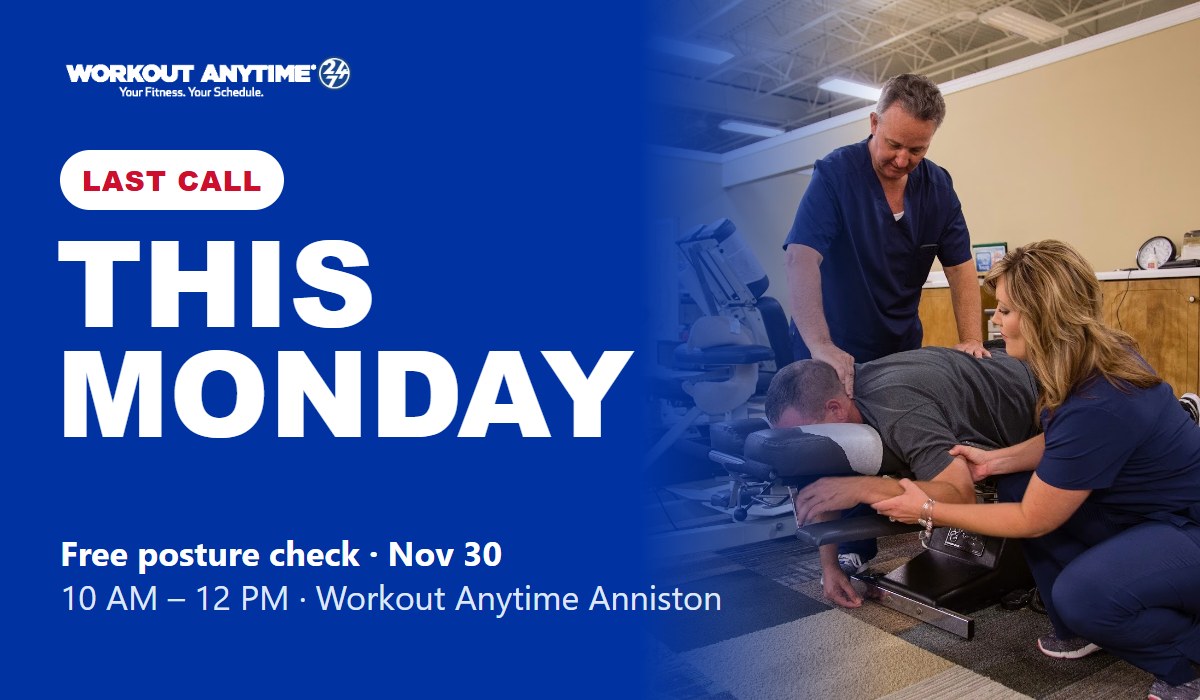 WORKOUT ANYTIME® 24/7
Your Fitness. Your Schedule.
LAST CALL
THIS
MONDAY
Free posture check · Nov 30
10 AM – 12 PM · Workout Anytime Anniston